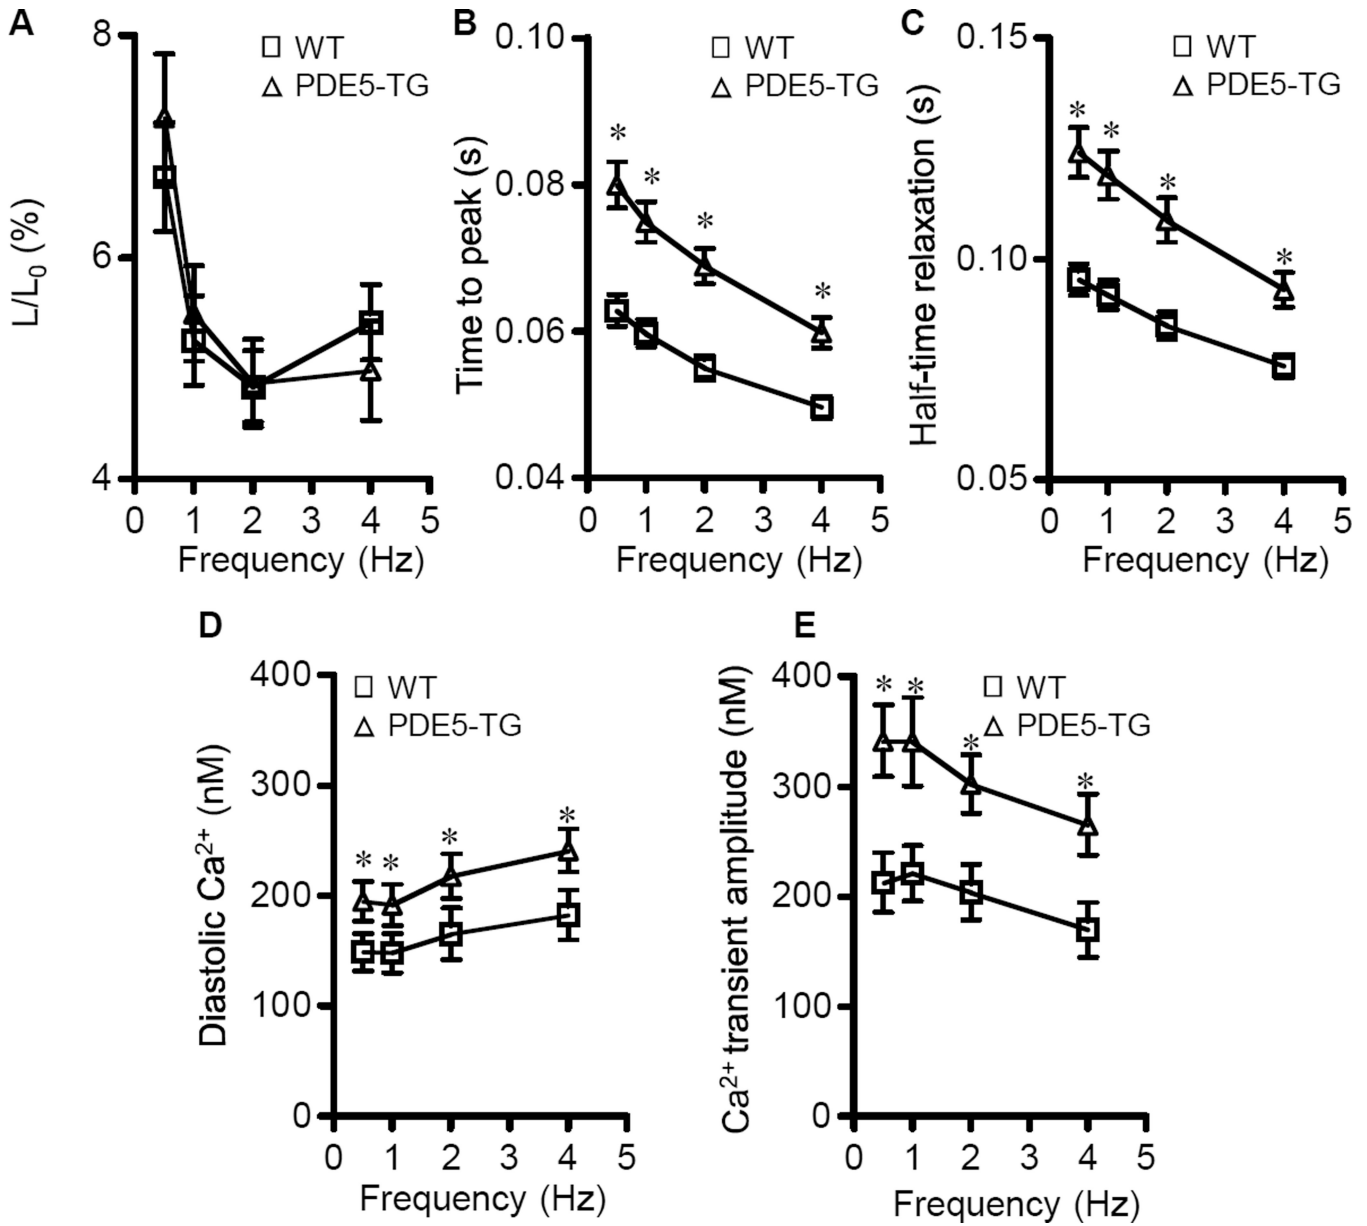 A
8
6
4
L/L0 (%)
WT
PDE5-TG
0 1 2 3 4 5
Frequency (Hz)
B
0.10
0.08
0.06
0.04
Time to peak (s)
WT
PDE5-TG
* * * *
0 1 2 3 4 5
Frequency (Hz)
C
0.15
0.10
0.05
Half-time relaxation (s)
WT
PDE5-TG
* * * *
0 1 2 3 4 5
Frequency (Hz)
D
400
300
200
100
0
Diastolic Ca2+ (nM)
WT
PDE5-TG
* * * *
0 1 2 3 4 5
Frequency (Hz)
E
400
300
200
100
0
Ca2+ transient amplitude (nM)
WT
PDE5-TG
* * * *
0 1 2 3 4 5
Frequency (Hz)